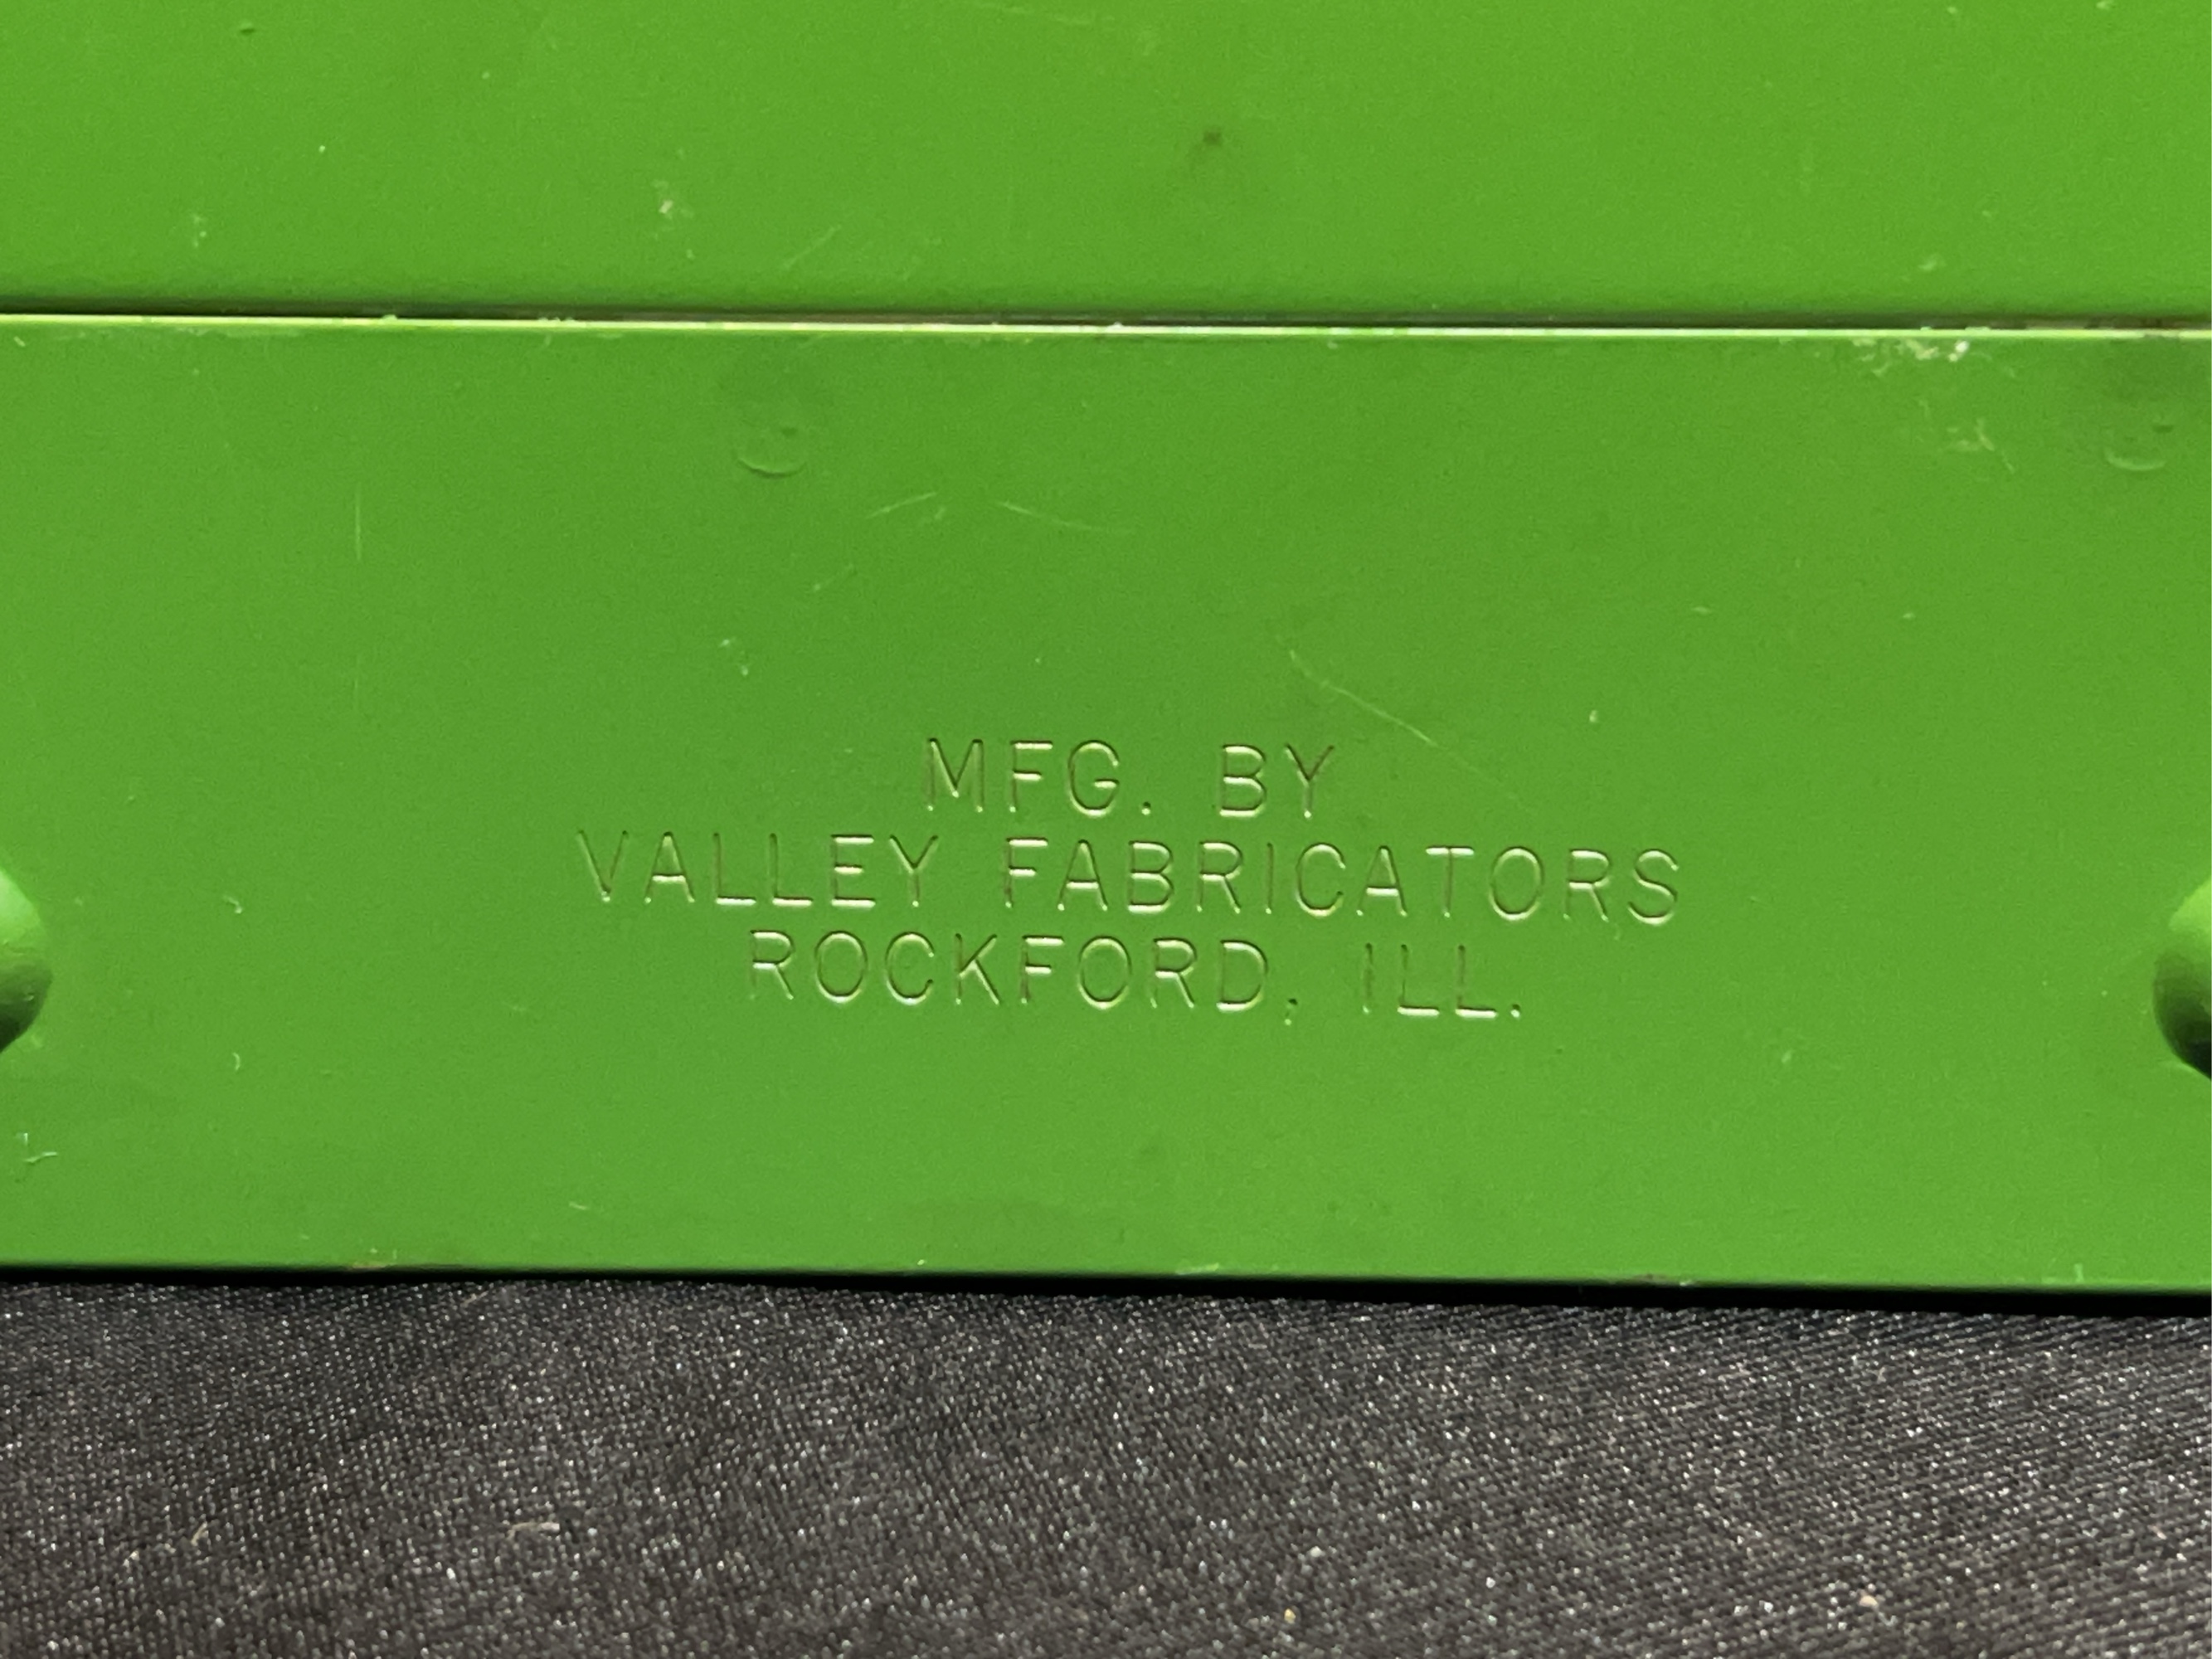 MFG. BY
VALLEY FABRICATORS
ROCKFORD, ILL.